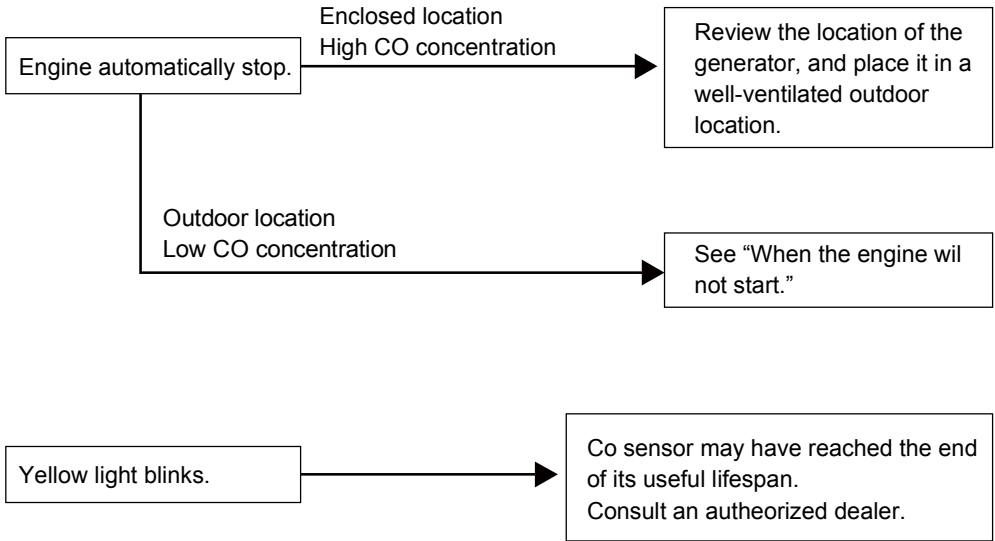 Enclosed location
High CO concentration
Engine automatically stop.
Review the location of the
generator, and place it in a
well-ventilated outdoor
location.
Outdoor location
Low CO concentration
See “When the engine wil
not start.”
Yellow light blinks.
Co sensor may have reached the end
of its useful lifespan.
Consult an autheorized dealer.